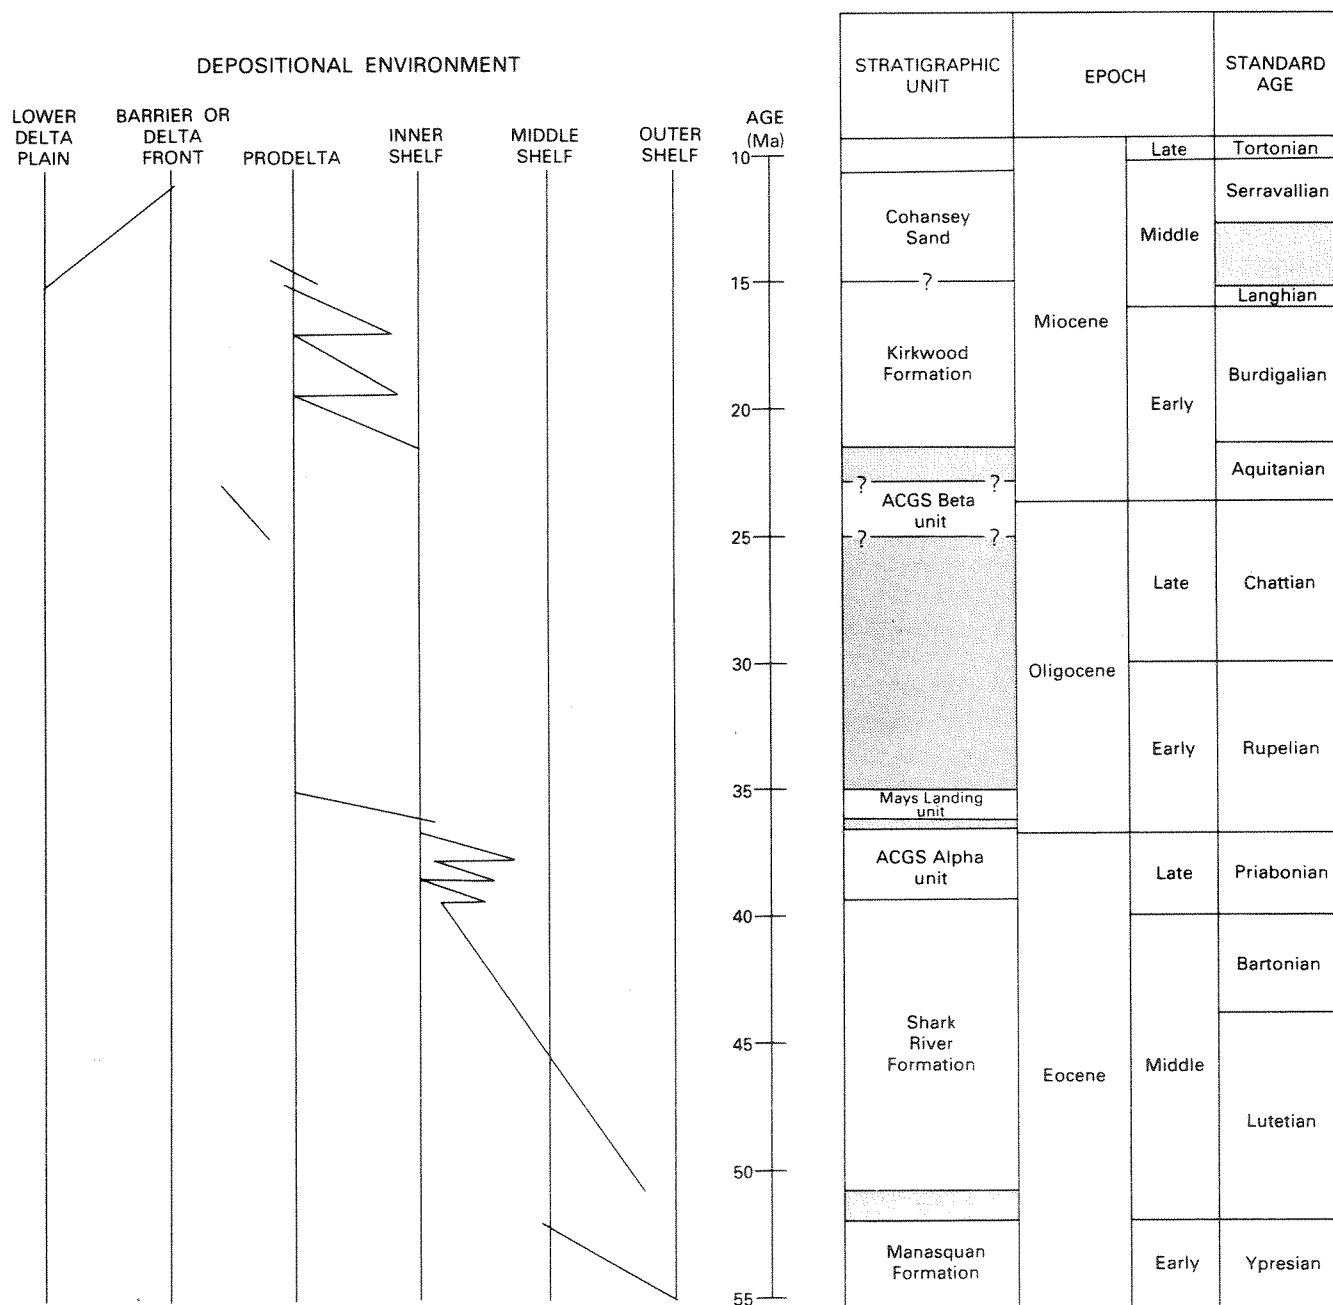 DEPOSITIONAL ENVIRONMENT
LOWER
DELTA
PLAIN
BARRIER OR
DELTA
FRONT
PRODELTA
INNER
SHELF
MIDDLE
SHELF
OUTER
SHELF
AGE
(Ma)
10
15
20
25
30
35
40
45
50
55
STRATIGRAPHIC
UNIT
EPOCH
STANDARD
AGE
Cohansey
Sand
?
Kirkwood
Formation
? ?
ACGS Beta
unit
? ?
Mays Landing
unit
ACGS Alpha
unit
Shark
River
Formation
Manasquan
Formation
Miocene
Oligocene
Eocene
Late
Middle
Early
Late
Early
Late
Middle
Early
Tortonian
Serravallian
Langhian
Burdigalian
Aquitanian
Chattian
Rupelian
Priabonian
Bartonian
Lutetian
Ypresian